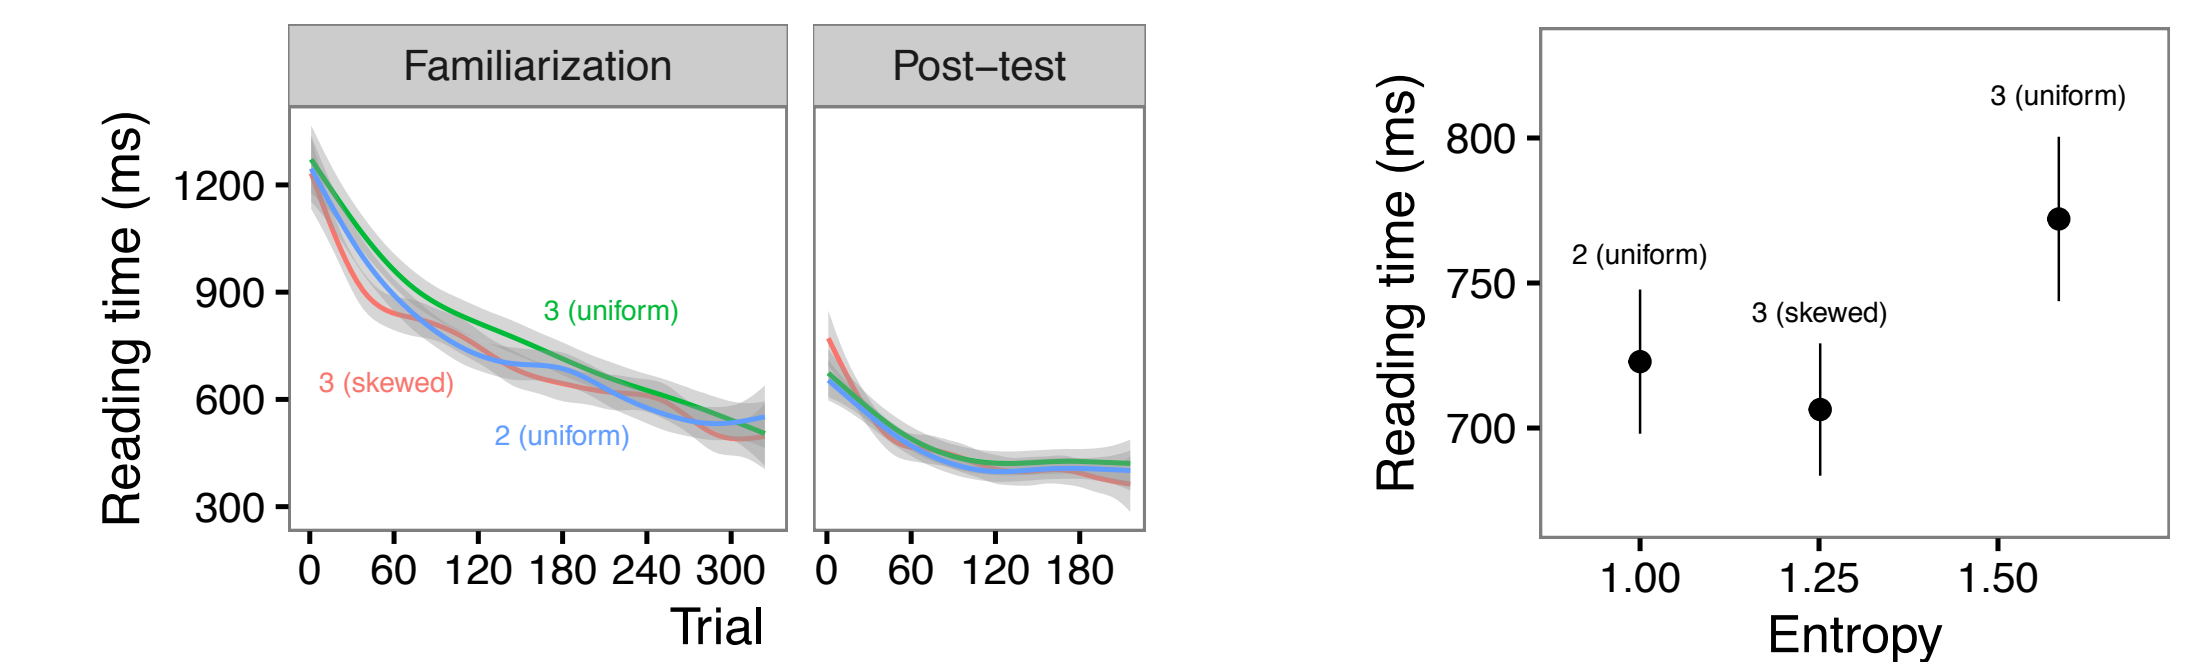 Familiarization
Post−test
Reading time (ms)
1200
900
600
300
3 (uniform)
3 (skewed)
2 (uniform)
0 60 120 180 240 300
0 60 120 180
Trial
Reading time (ms)
800
750
700
3 (uniform)
2 (uniform)
3 (skewed)
1.00 1.25 1.50
Entropy